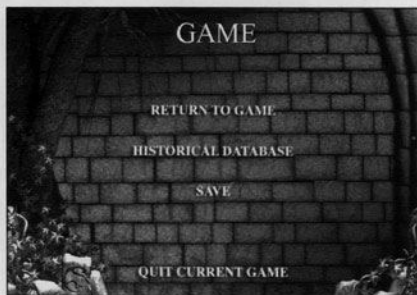 GAME
RETURN TO GAME
HISTORICAL DATABASE
SAVE
QUIT CURRENT GAME